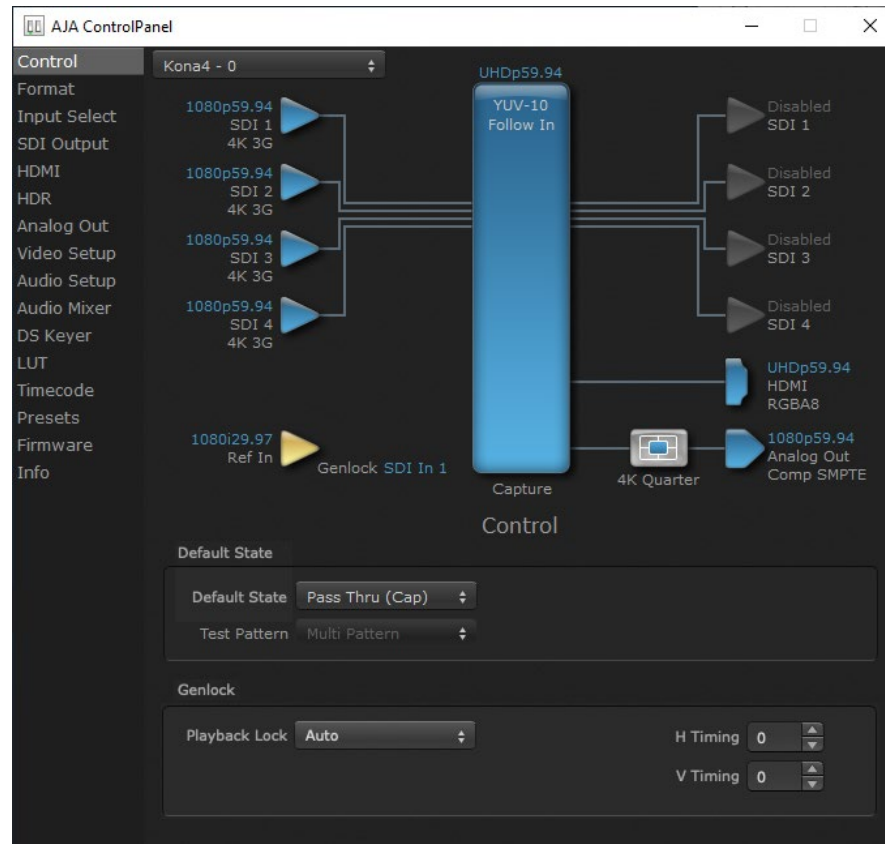 AJA ControlPanel
Control
Format
Input Select
SDI Output
HDMI
HDR
Analog Out
Video Setup
Audio Setup
Audio Mixer
DS Keyer
LUT
Timecode
Presets
Firmware
Info
Kona4 - 0
UHDp59.94
YUV-10
Follow In
1080p59.94
SDI 1
4K 3G
1080p59.94
SDI 2
4K 3G
1080p59.94
SDI 3
4K 3G
1080p59.94
SDI 4
4K 3G
1080i29.97
Ref In
Genlock SDI In 1
Capture
Disabled
SDI 1
Disabled
SDI 2
Disabled
SDI 3
Disabled
SDI 4
UHDp59.94
HDMI
RGBA8
4K Quarter
1080p59.94
Analog Out
Comp SMPTE
Control
Default State
Default State Pass Thru (Cap)
Test Pattern Multi Pattern
Genlock
Playback Lock Auto
H Timing 0
V Timing 0